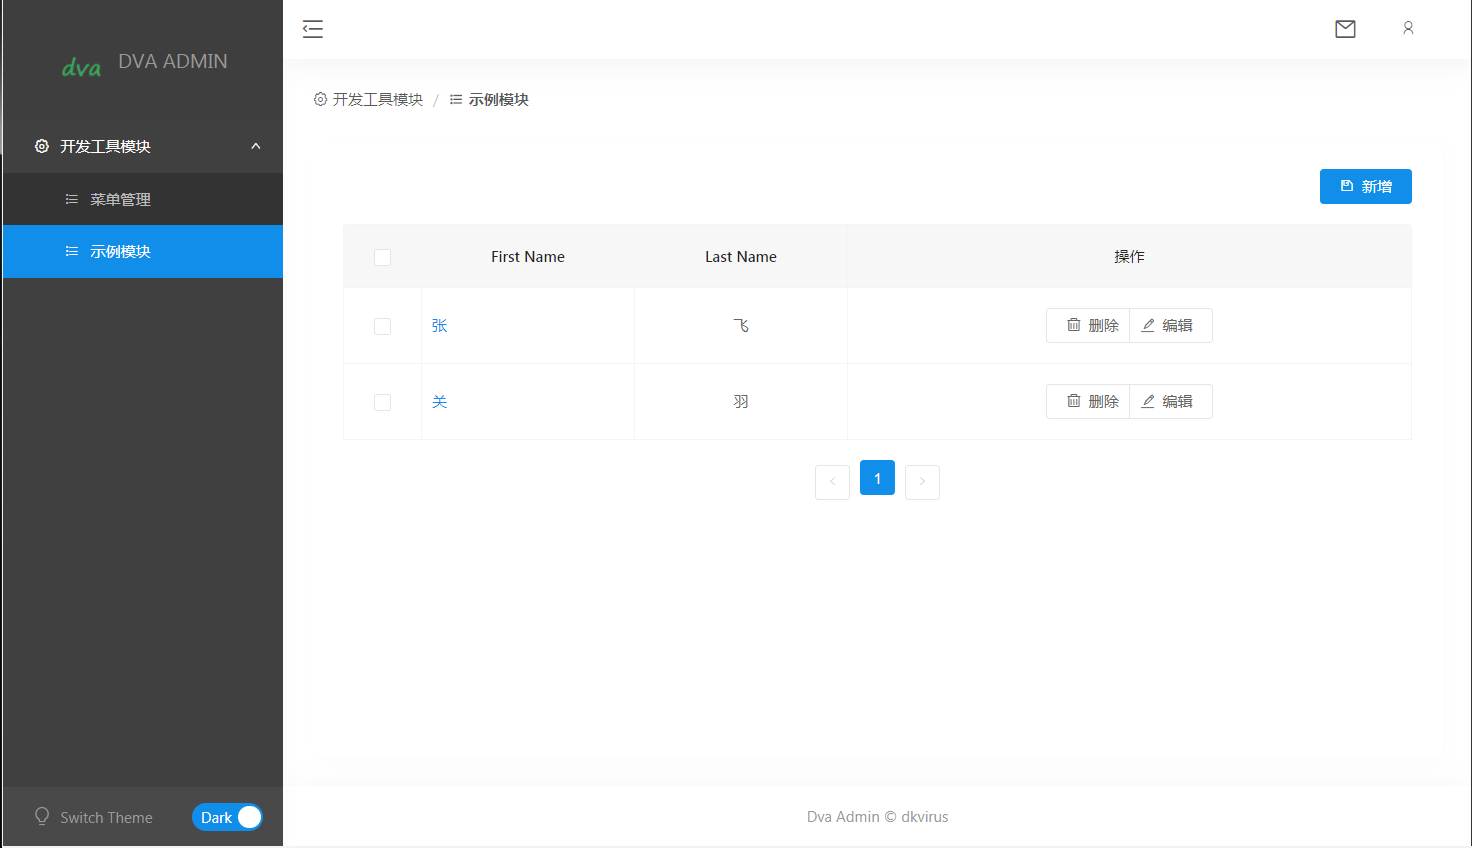 dva DVA ADMIN
开发工具模块
菜单管理
示例模块
Switch Theme Dark
开发工具模块 / 示例模块
新增
First Name Last Name 操作
张 飞 删除 编辑
关 羽 删除 编辑
< 1 >
Dva Admin © dkvirus